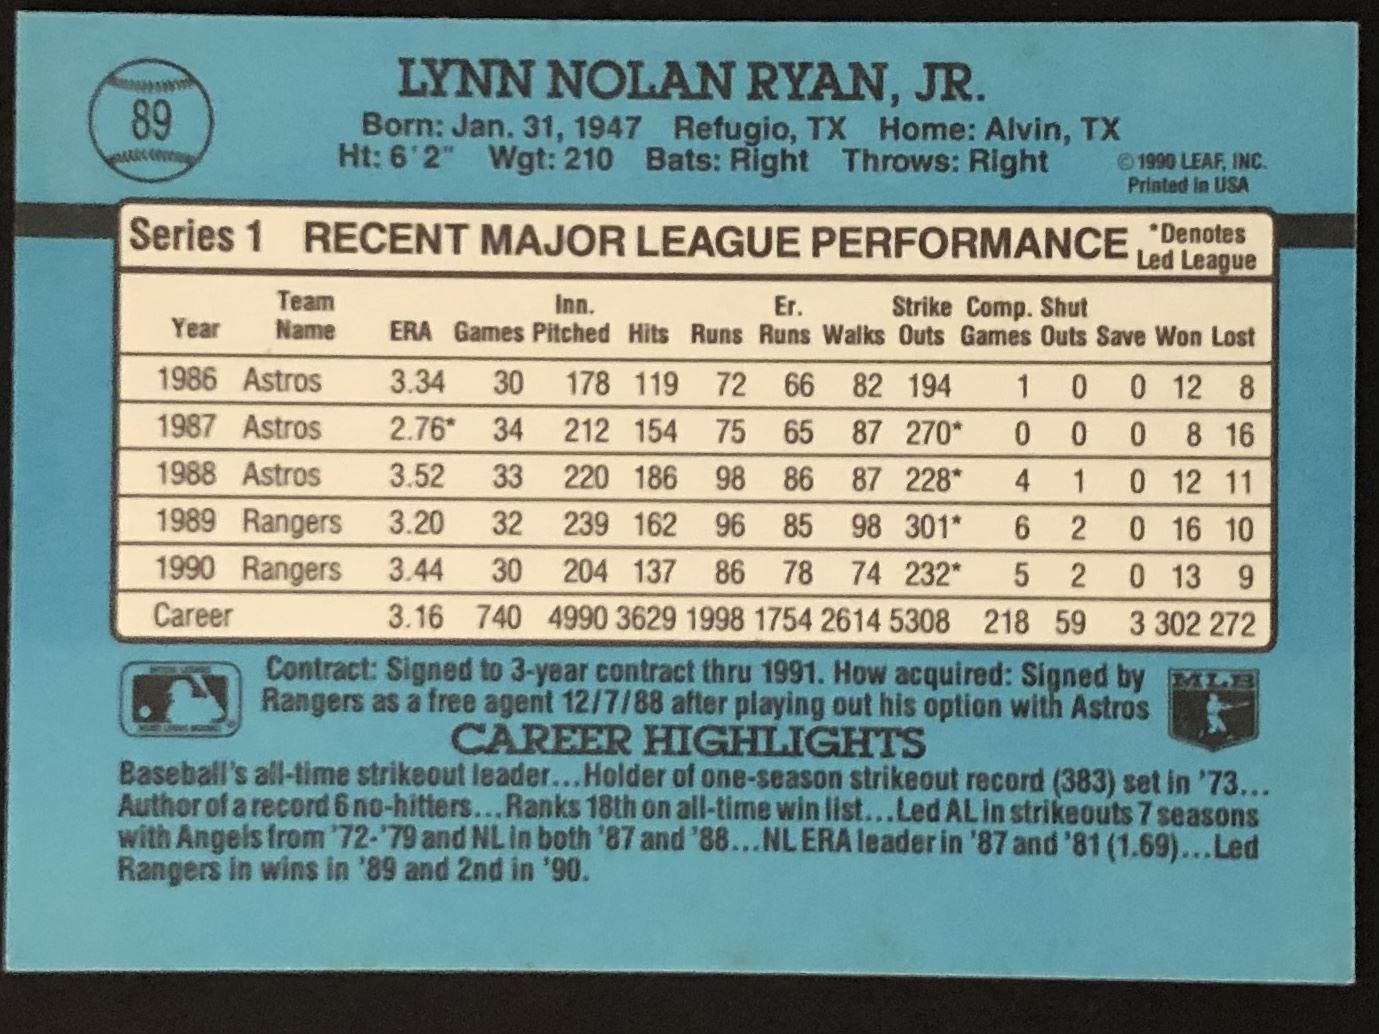 89
LYNN NOLAN RYAN, JR.
Born: Jan. 31, 1947 Refugio, TX Home: Alvin, TX
Ht: 6'2" Wgt: 210 Bats: Right Throws: Right
©1990 LEAF, INC.
Printed in USA
Series 1 RECENT MAJOR LEAGUE PERFORMANCE *Denotes Led League
Year Team Name ERA Games Inn. Pitched Hits Runs Er. Runs Walks Strike Outs Comp. Games Shut Outs Save Won Lost
1986 Astros 3.34 30 178 119 72 66 82 194 1 0 0 12 8
1987 Astros 2.76* 34 212 154 75 65 87 270* 0 0 0 8 16
1988 Astros 3.52 33 220 186 98 86 87 228* 4 1 0 12 11
1989 Rangers 3.20 32 239 162 96 85 98 301* 6 2 0 16 10
1990 Rangers 3.44 30 204 137 86 78 74 232* 5 2 0 13 9
Career 3.16 740 4990 3629 1998 1754 2614 5308 218 59 3 302 272
Contract: Signed to 3-year contract thru 1991. How acquired: Signed by
Rangers as a free agent 12/7/88 after playing out his option with Astros
MLB
CAREER HIGHLIGHTS
Baseball's all-time strikeout leader...Holder of one-season strikeout record (383) set in '73...
Author of a record 6 no-hitters...Ranks 18th on all-time win list...Led AL in strikeouts 7 seasons
with Angels from '72-'79 and NL in both '87 and '88...NL ERA leader in '87 and '81 (1.69)...Led
Rangers in wins in '89 and 2nd in '90.